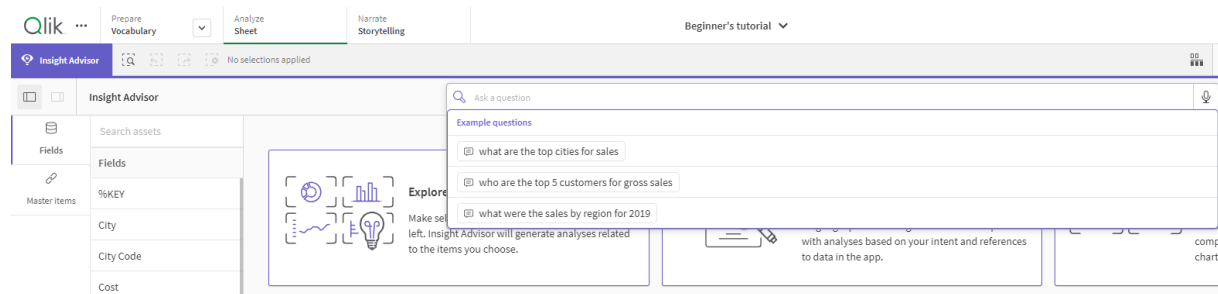 Qlik
Prepare
Vocabulary
Analyze
Sheet
Narrate
Storytelling
Beginner's tutorial
Insight Advisor
No selections applied
Insight Advisor
Ask a question
Example questions
what are the top cities for sales
who are the top 5 customers for gross sales
what were the sales by region for 2019
Fields
Master items
Search assets
Fields
%KEY
City
City Code
Cost
Explore
Make sel
left. Insight Advisor will generate analyses related
to the items you choose.
with analyses based on your intent and references
to data in the app.
comp
chart